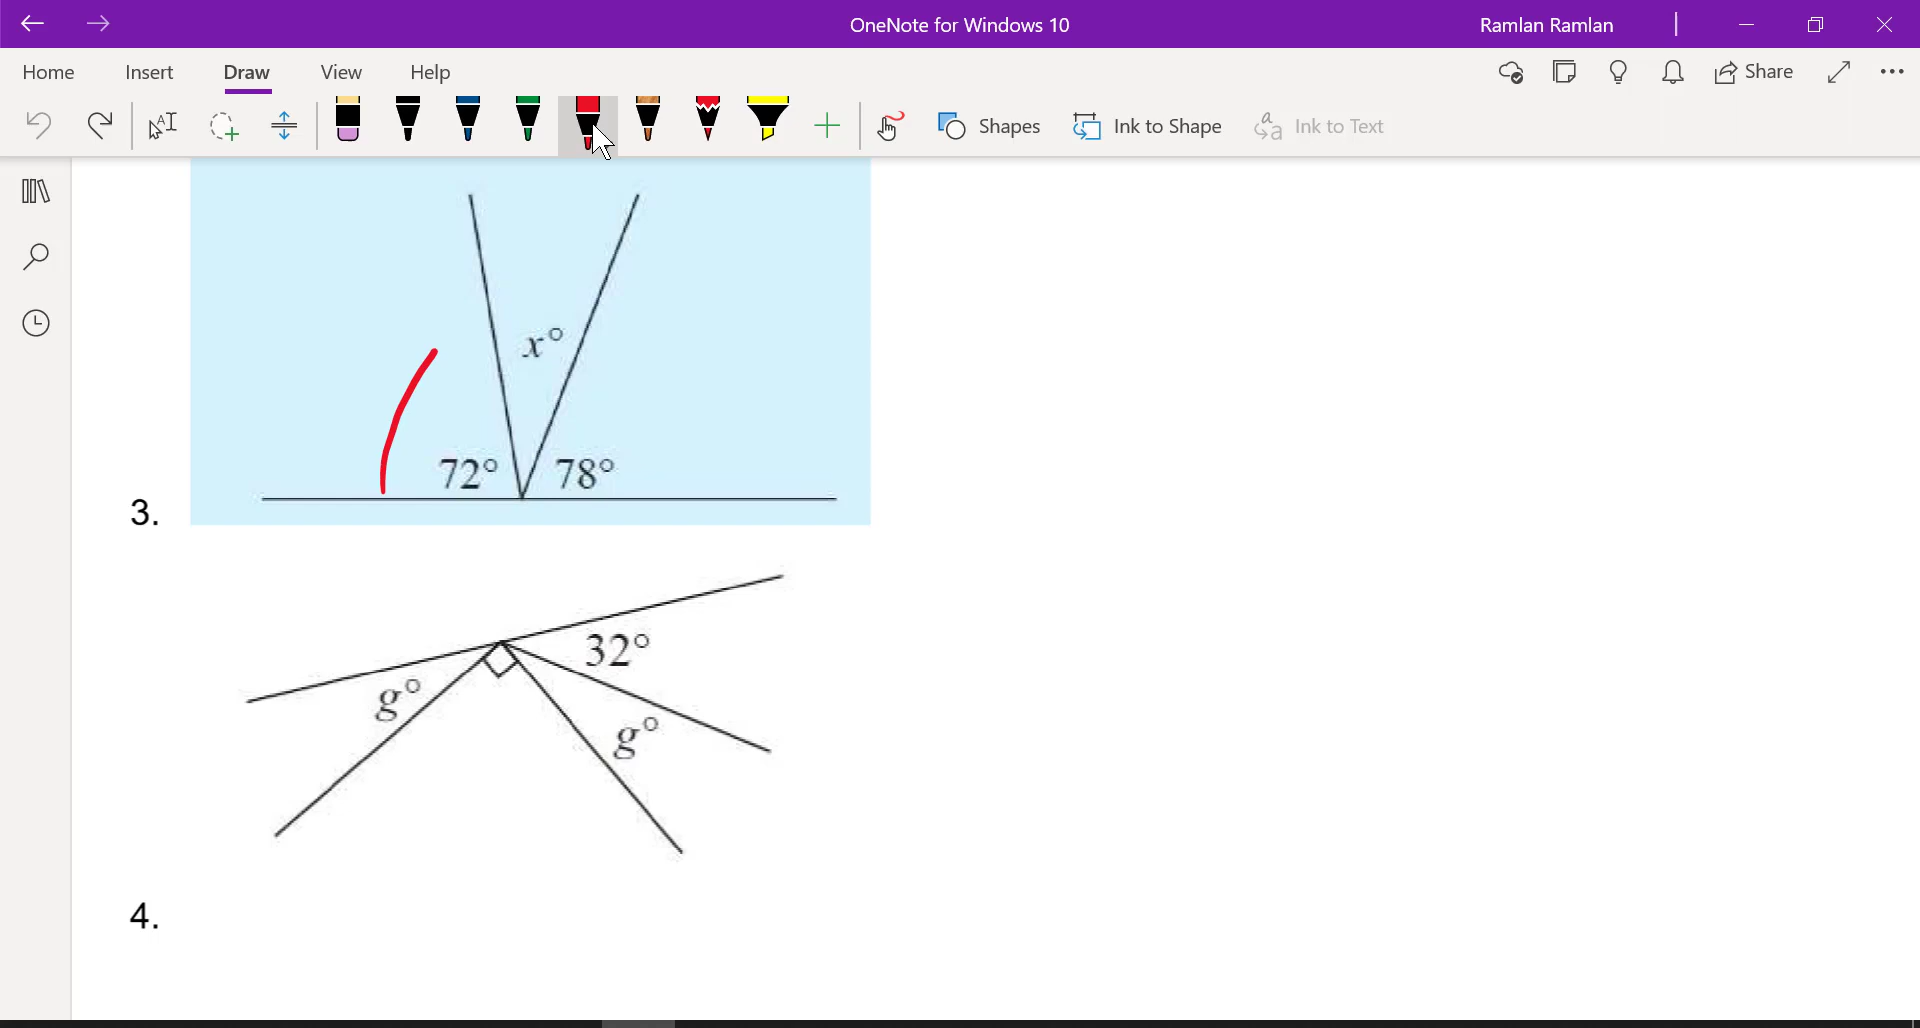 OneNote for Windows 10
Ramlan Ramlan
Home Insert Draw View Help
Share
Shapes
Ink to Shape
Ink to Text
x°
72° 78°
3.
32°
g°
g°
4.